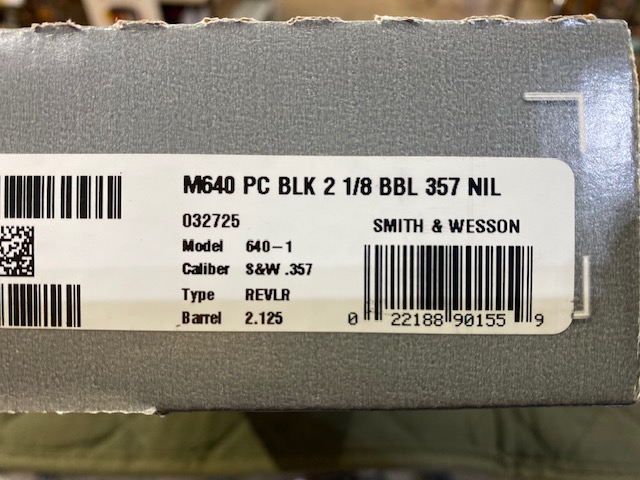 M640 PC BLK 2 1/8 BBL 357 NIL
032725
SMITH & WESSON
Model 640-1
Caliber S&W .357
Type REVLR
Barrel 2.125
0 22188 90155 9